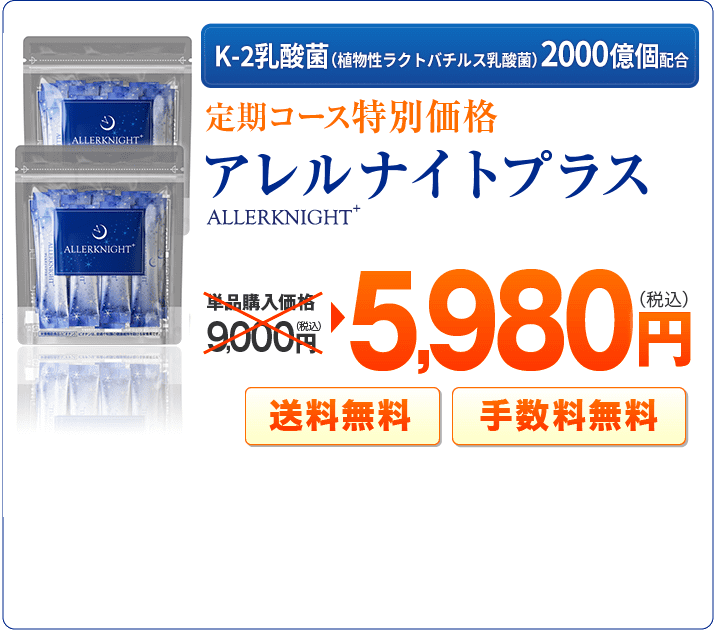 K-2乳酸菌（植物性ラクトバチルス乳酸菌）2000億個配合
定期コース特別価格
アレルナイトプラス
ALLERKNIGHT+
ALLERKNIGHT+
ALLERKNIGHT+
ALLERKNIGHT
単品購入価格
9,000円（税込）
5,980円（税込）
送料無料
手数料無料